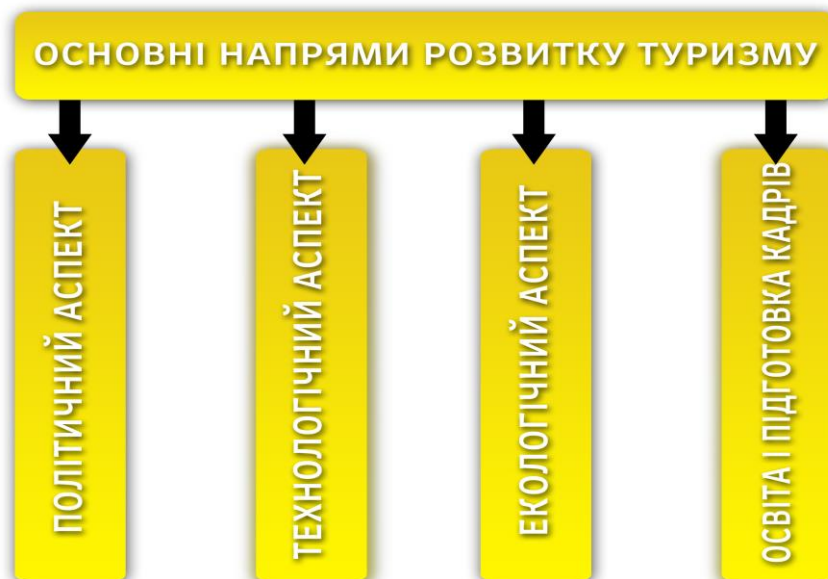 ОСНОВНІ НАПРЯМИ РОЗВИТКУ ТУРИЗМУ
ПОЛІТИЧНИЙ АСПЕКТ
ТЕХНОЛОГІЧНИЙ АСПЕКТ
ЕКОЛОГІЧНИЙ АСПЕКТ
ОСВІТА І ПІДГОТОВКА КАДРІВ